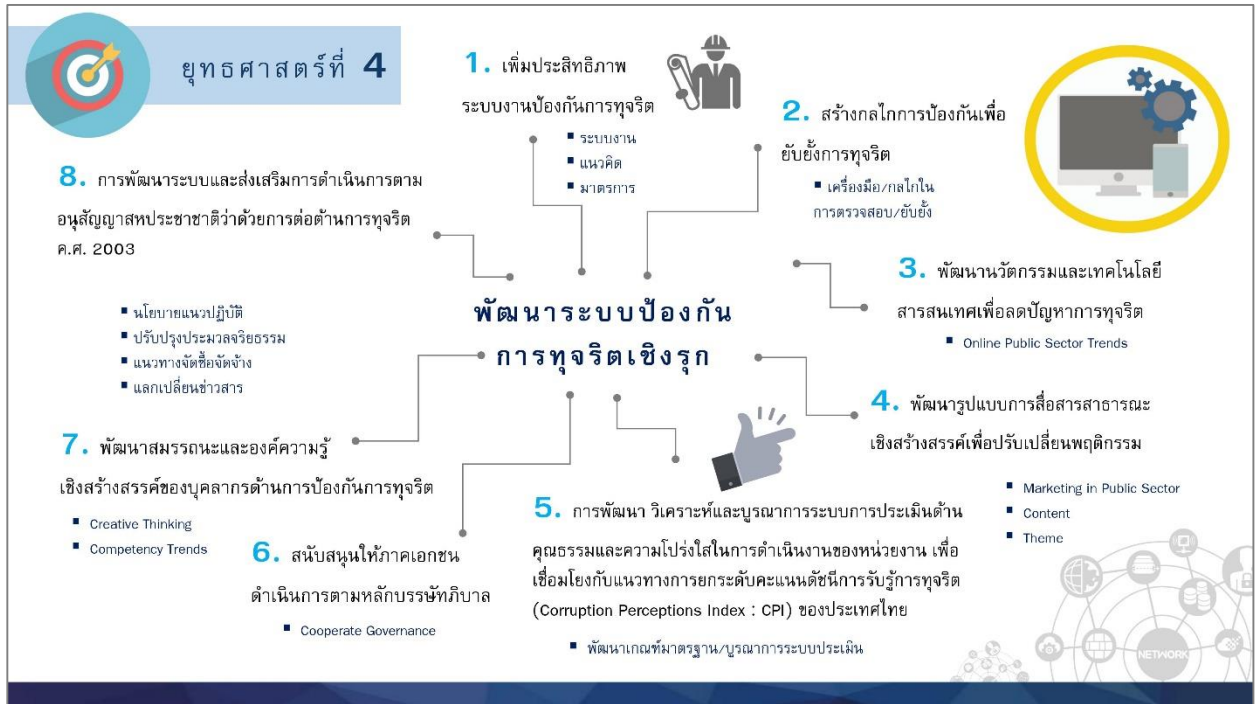 ยุทธศาสตร์ที่ 4
1. เพิ่มประสิทธิภาพ
ระบบงานป้องกันการทุจริต
▪ ระบบงาน
▪ แนวคิด
▪ มาตรการ
2. สร้างกลไกการป้องกันเพื่อ
ยับยั้งการทุจริต
▪ เครื่องมือ/กลไกใน
การตรวจสอบ/ยับยั้ง
3. พัฒนานวัตกรรมและเทคโนโลยี
สารสนเทศเพื่อลดปัญหาการทุจริต
▪ Online Public Sector Trends
พัฒนาระบบป้องกัน
การทุจริตเชิงรุก
4. พัฒนารูปแบบการสื่อสารสาธารณะ
เชิงสร้างสรรค์เพื่อปรับเปลี่ยนพฤติกรรม
▪ Marketing in Public Sector
▪ Content
▪ Theme
5. การพัฒนา วิเคราะห์และบูรณาการระบบการประเมินด้าน
คุณธรรมและความโปร่งใสในการดำเนินงานของหน่วยงาน เพื่อ
เชื่อมโยงกับแนวทางการยกระดับคะแนนดัชนีการรับรู้การทุจริต
(Corruption Perceptions Index : CPI) ของประเทศไทย
▪ พัฒนาเกณฑ์มาตรฐาน/บูรณาการระบบประเมิน
6. สนับสนุนให้ภาคเอกชน
ดำเนินการตามหลักบรรษัทภิบาล
▪ Cooperate Governance
7. พัฒนาสมรรถนะและองค์ความรู้
เชิงสร้างสรรค์ของบุคลากรด้านการป้องกันการทุจริต
▪ Creative Thinking
▪ Competency Trends
8. การพัฒนาระบบและส่งเสริมการดำเนินการตาม
อนุสัญญาสหประชาชาติว่าด้วยการต่อต้านการทุจริต
ค.ศ. 2003
▪ นโยบายแนวปฏิบัติ
▪ ปรับปรุงประมวลจริยธรรม
▪ แนวทางจัดซื้อจัดจ้าง
▪ แลกเปลี่ยนข่าวสาร
NETWORK